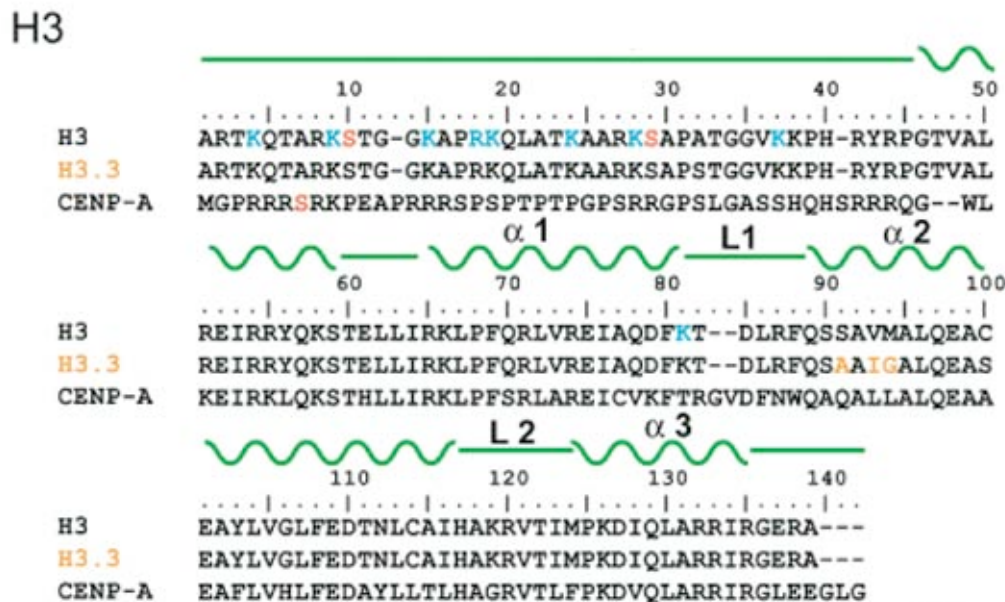 H3
10 20 30 40 50
H3 ARTKQTARKSTG-GKAPRKQLATKAARKSAPATGGVKKPH-RYRPGTVAL
H3.3 ARTKQTARKSTG-GKAPRKQLATKAARKSAPSTGGVKKPH-RYRPGTVAL
CENP-A MGPRRRSRKPEAPRRRSPSPTPTPGPSRRGPSLGASSHQHSRRRQG--WL
α1 L1 α2
60 70 80 90 100
H3 REIRRYQKSTELLIRKLPFQRLVREIAQDFKT--DLRFQSSAVMALQEAC
H3.3 REIRRYQKSTELLIRKLPFQRLVREIAQDFKT--DLRFQSAAIGALQEAS
CENP-A KEIRKLQKSTHLLIRKLPFSRLAREICVKFTRGVDFNWQAQALLALQEAA
L 2 α 3
110 120 130 140
H3 EAYLVGLFEDTNLCAIHAKRVTIMPKDIQLARRIRGERA---
H3.3 EAYLVGLFEDTNLCAIHAKRVTIMPKDIQLARRIRGERA---
CENP-A EAFLVHLFEDAYLLTLHAGRVTLFPKDVQLARRIRGLEEGLG